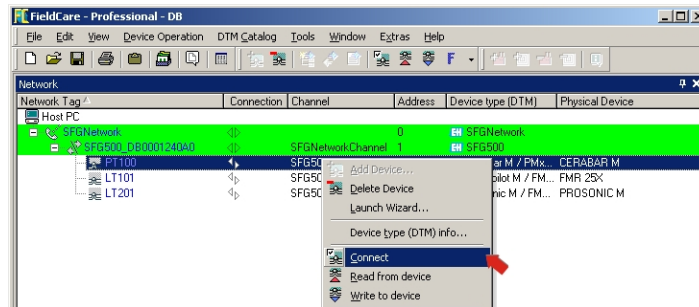 FieldCare - Professional - DB
File Edit View Device Operation DTM Catalog Tools Window Extras Help
F
Network
Network Tag Connection Channel Address Device type (DTM) Physical Device
Host PC
SFGNetwork 0 SFGNetwork
SFG500_DB0001240A0 SFGNetworkChannel 1 SFG500
PT100 SFG50 ar M / PMx... CERABAR M
LT101 SFG50 pilot M / FM... FMR 25X
LT201 SFG50 nic M / FM... PROSONIC M
Add Device...
Delete Device
Launch Wizard...
Device type (DTM) info...
Connect
Read from device
Write to device